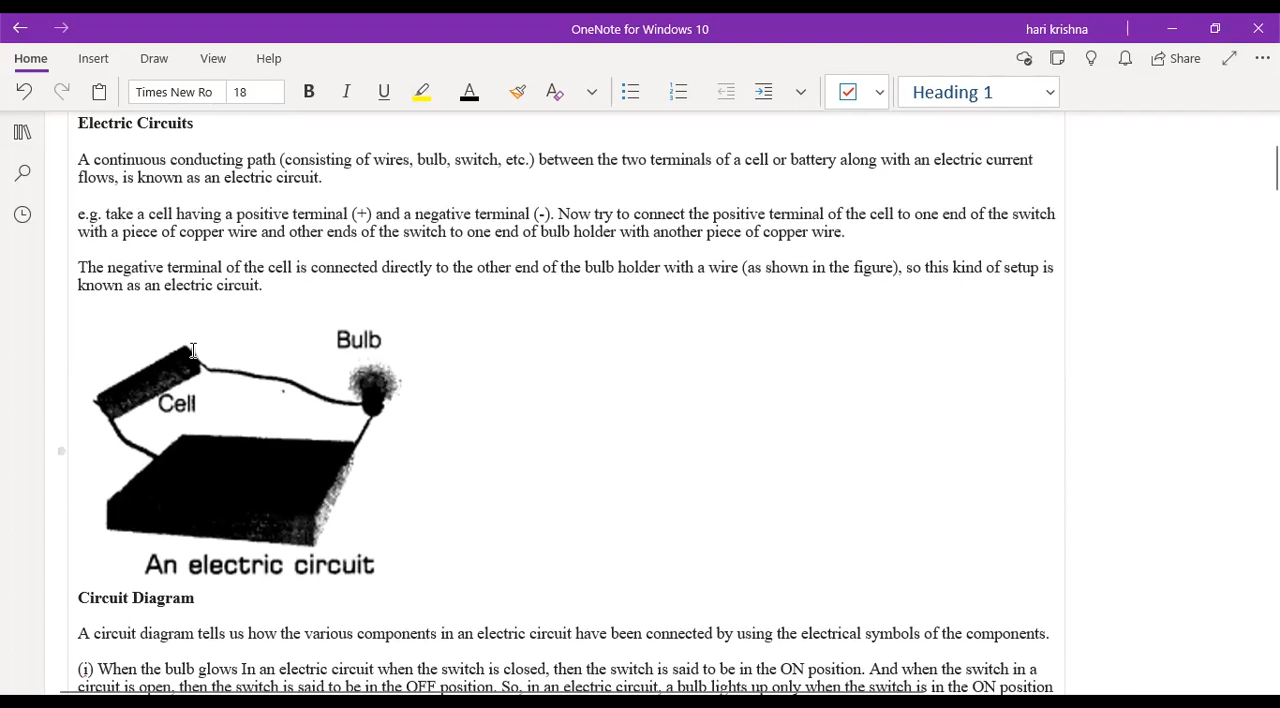 OneNote for Windows 10
hari krishna
Home Insert Draw View Help
Share
Times New Ro 18 B I U A A Heading 1
Electric Circuits
A continuous conducting path (consisting of wires, bulb, switch, etc.) between the two terminals of a cell or battery along with an electric current
flows, is known as an electric circuit.
e.g. take a cell having a positive terminal (+) and a negative terminal (-). Now try to connect the positive terminal of the cell to one end of the switch
with a piece of copper wire and other ends of the switch to one end of bulb holder with another piece of copper wire.
The negative terminal of the cell is connected directly to the other end of the bulb holder with a wire (as shown in the figure), so this kind of setup is
known as an electric circuit.
Bulb
Cell
An electric circuit
Circuit Diagram
A circuit diagram tells us how the various components in an electric circuit have been connected by using the electrical symbols of the components.
(i) When the bulb glows In an electric circuit when the switch is closed, then the switch is said to be in the ON position. And when the switch in a
circuit is open, then the switch is said to be in the OFF position. So, in an electric circuit, a bulb lights up only when the switch is in the ON position